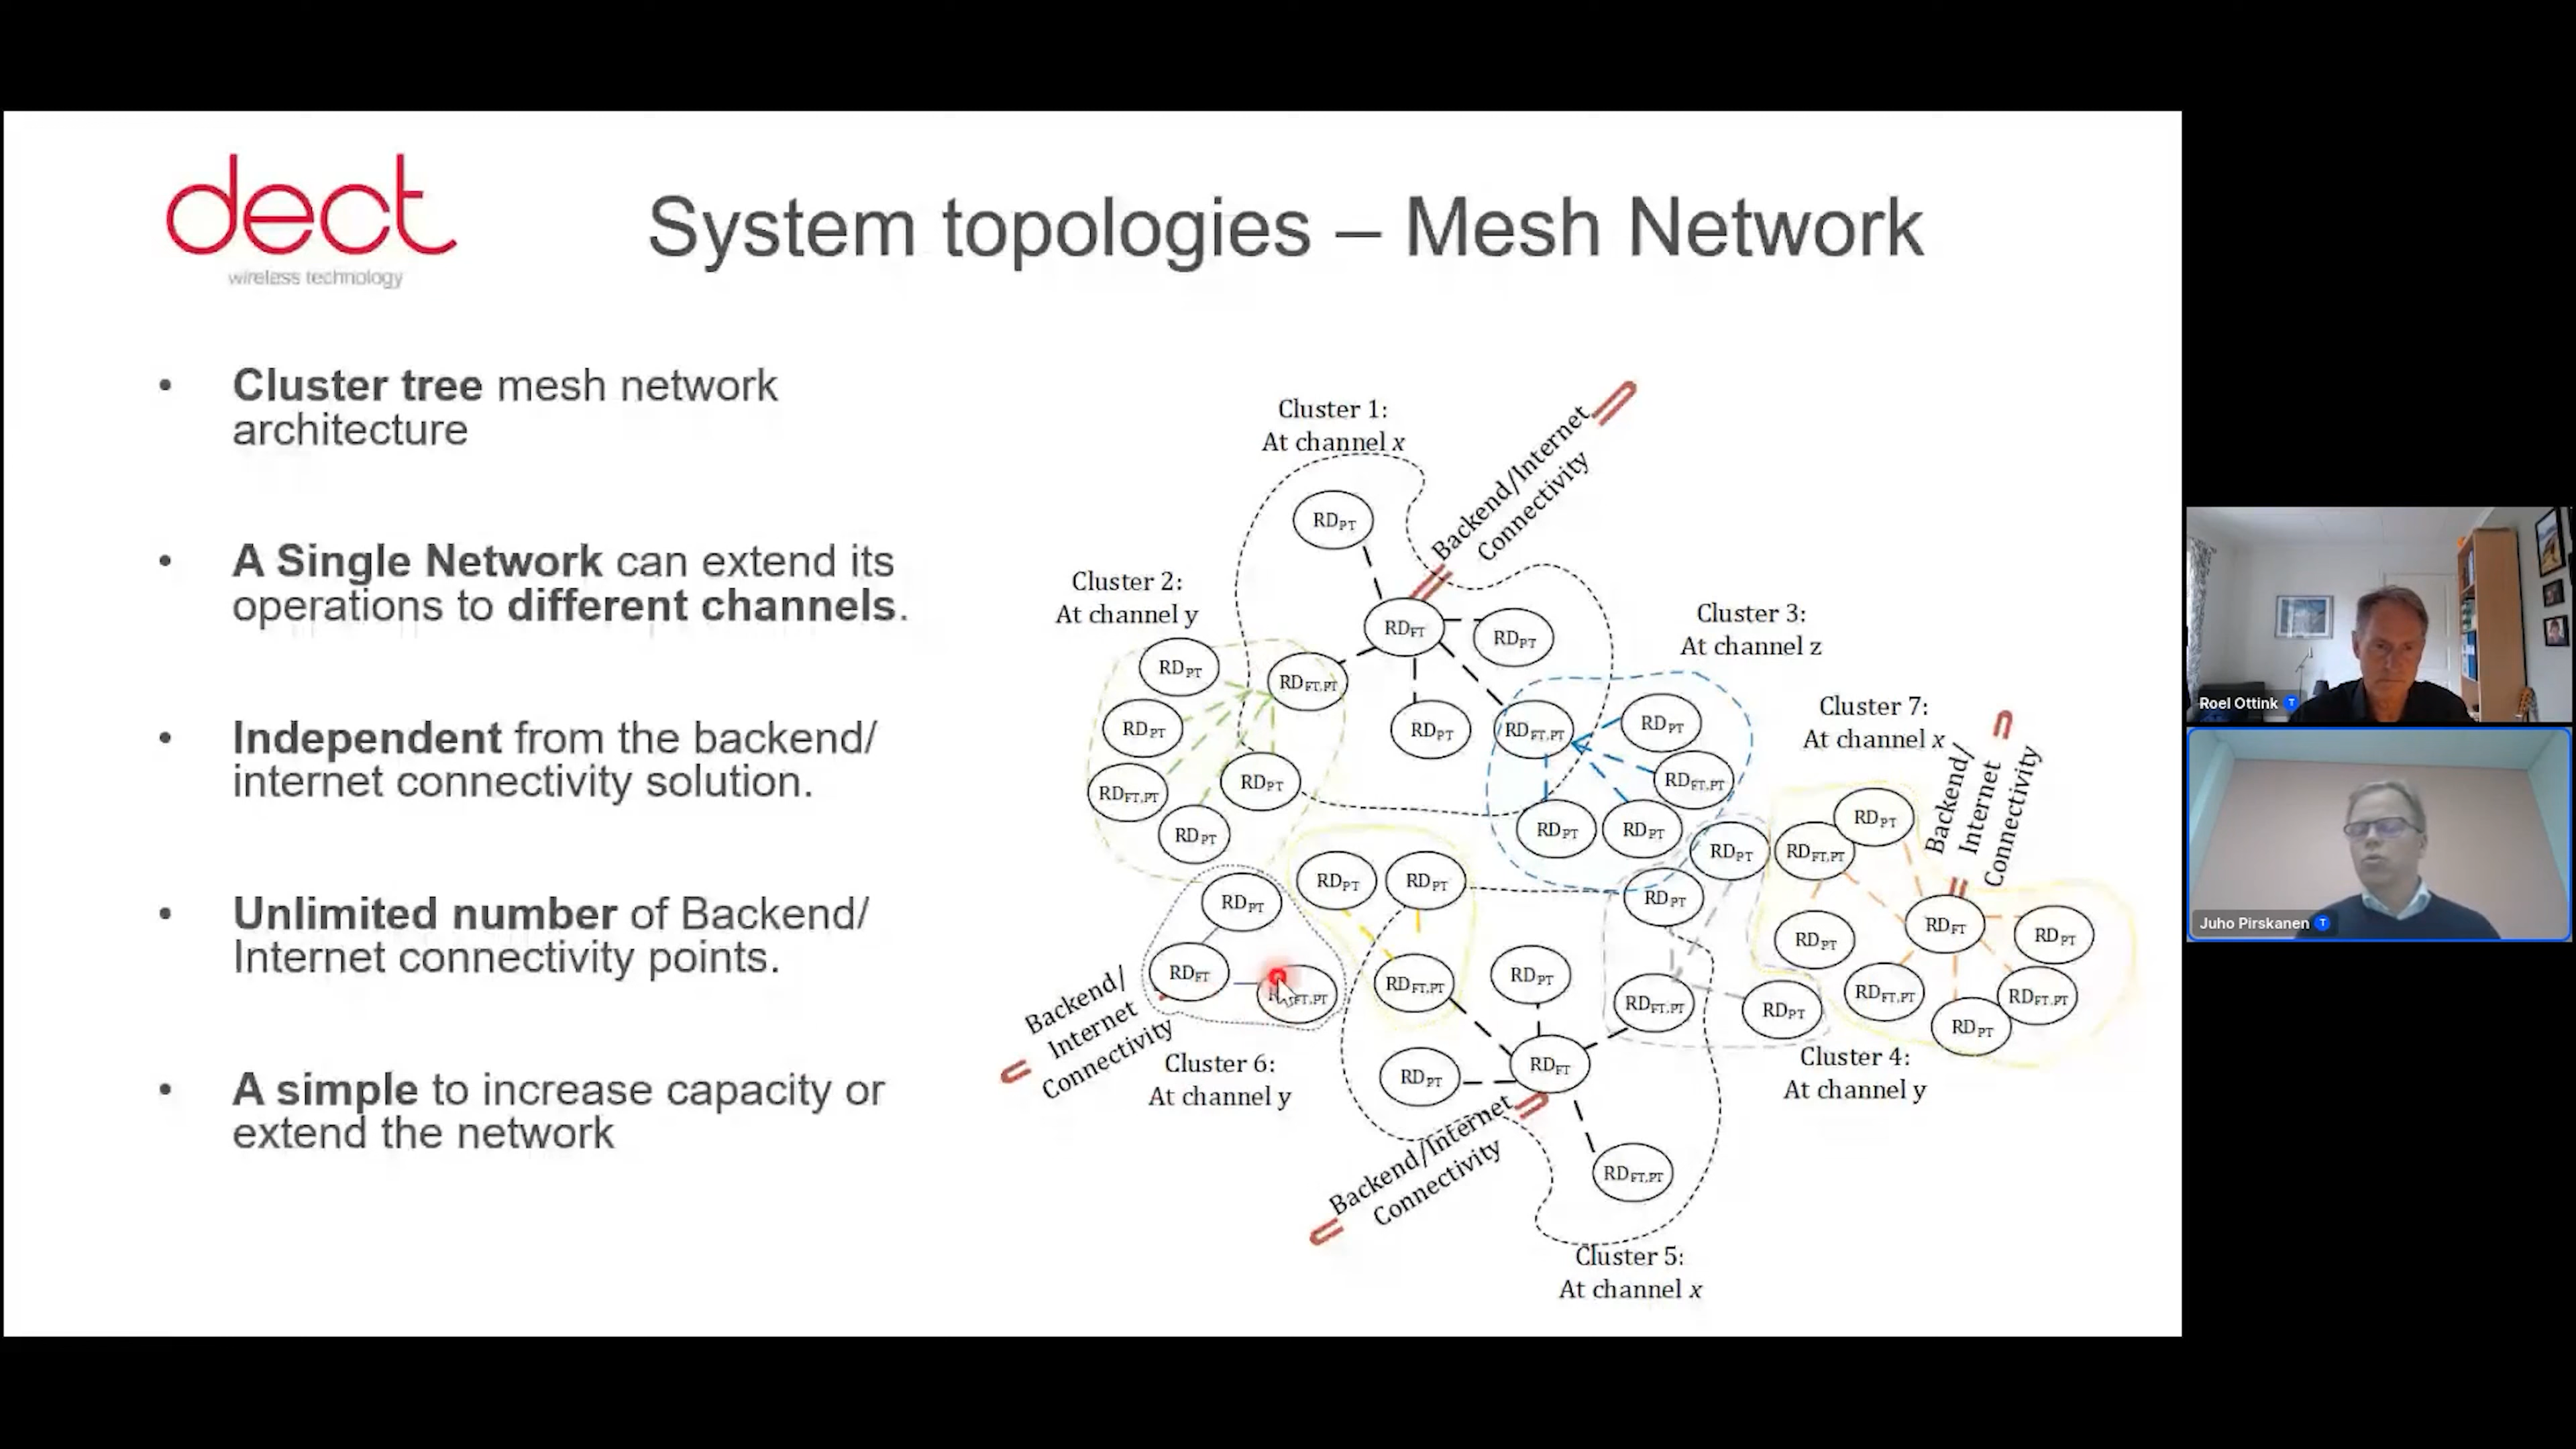 dect
wireless technology
System topologies – Mesh Network
• Cluster tree mesh network
architecture
• A Single Network can extend its
operations to different channels.
• Independent from the backend/
internet connectivity solution.
• Unlimited number of Backend/
Internet connectivity points.
• A simple to increase capacity or
extend the network
Cluster 1:
At channel x
Backend/Internet
Connectivity
RDPT
Cluster 2:
At channel y
Cluster 3:
At channel z
RDFT
RDPT
RDPT
RDFT,PT
RDPT
RDPT
RDFT,PT
RDPT
Cluster 7:
At channel x
Backend/
Internet
Connectivity
RDFT,PT
RDPT
RDFT,PT
RDPT
RDPT
RDPT
RDPT
RDPT
RDFT,PT
RDPT
RDPT
RDPT
RDPT
RDPT
RDFT
RDPT
RDPT
RDFT
RDFT,PT
RDFT,PT
RDPT
RDFT,PT
RDPT
RDFT,PT
RDFT,PT
RDPT
Backend/
Internet
Connectivity
Cluster 6:
At channel y
RDPT
RDFT
Cluster 4:
At channel y
Backend/Internet
Connectivity
RDFT,PT
Cluster 5:
At channel x
Roel Ottink T
Juho Pirskanen T